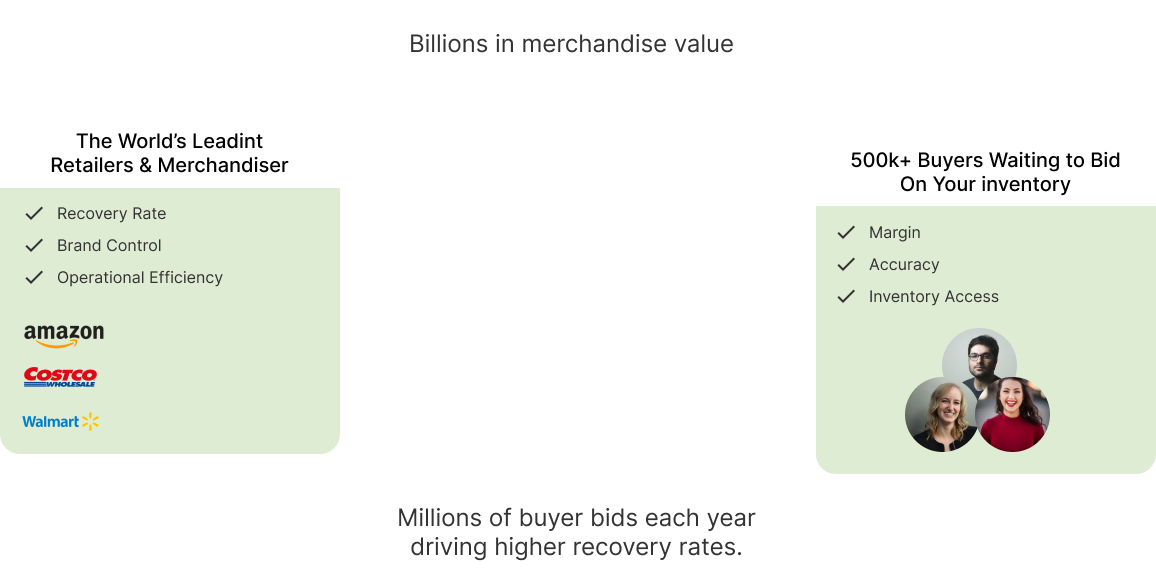 Billions in merchandise value
The World’s Leadint
Retailers & Merchandiser
Recovery Rate
Brand Control
Operational Efficiency
amazon
COSTCO
WHOLESALE
Walmart
500k+ Buyers Waiting to Bid
On Your inventory
Margin
Accuracy
Inventory Access
Millions of buyer bids each year
driving higher recovery rates.